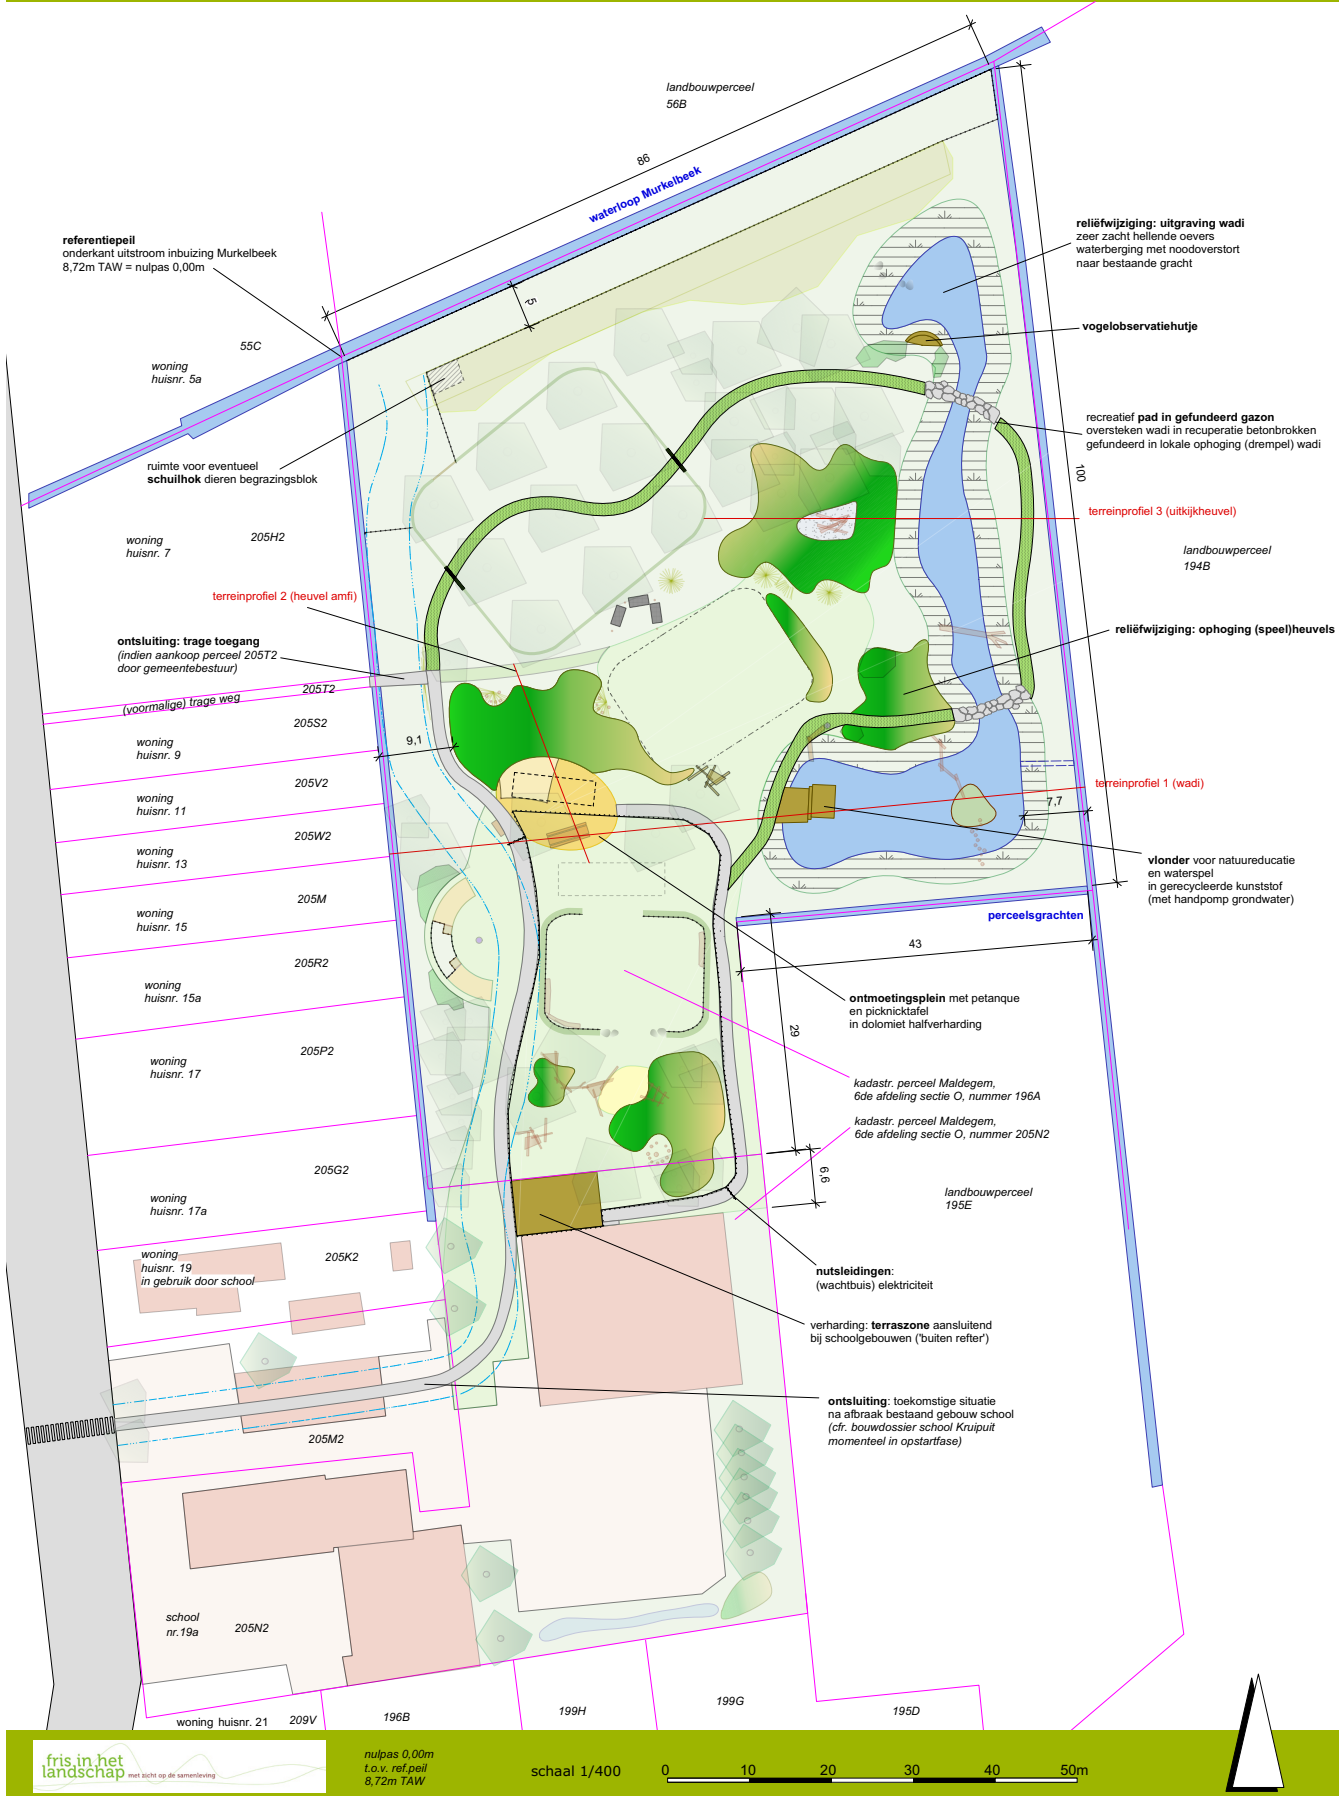 landbouwperceel
56B
86
waterloop Murkelbeek
5
referentiepeil
onderkant uitstroom inbuizing Murkelbeek
8,72m TAW = nulpas 0,00m
reliëfwijziging: uitgraving wadi
zeer zacht hellende oevers
waterberging met noodoverstort
naar bestaande gracht
vogelobservatiehutje
55C
woning
huisnr. 5a
recreatief pad in gefundeerd gazon
oversteken wadi in recuperatie betonbrokken
gefundeerd in lokale ophoging (drempel) wadi
ruimte voor eventueel
schuilhok dieren begrazingsblok
100
terreinprofiel 3 (uitkijkheuvel)
205H2
woning
huisnr. 7
landbouwperceel
194B
terreinprofiel 2 (heuvel amfi)
reliëfwijziging: ophoging (speel)heuvels
ontsluiting: trage toegang
(indien aankoop perceel 205T2
door gemeentebestuur)
205T2
(voormalige) trage weg
205S2
woning
huisnr. 9
9,1
205V2
woning
huisnr. 11
terreinprofiel 1 (wadi)
7,7
205W2
woning
huisnr. 13
vlonder voor natuureducatie
en waterspel
in gerecycleerde kunststof
(met handpomp grondwater)
205M
woning
huisnr. 15
perceelsgrachten
43
205R2
woning
huisnr. 15a
ontmoetingsplein met petanque
en picknicktafel
in dolomiet halfverharding
29
205P2
woning
huisnr. 17
kadastr. perceel Maldegem,
6de afdeling sectie O, nummer 196A
kadastr. perceel Maldegem,
6de afdeling sectie O, nummer 205N2
6,6
205G2
woning
huisnr. 17a
landbouwperceel
195E
woning
huisnr. 19
in gebruik door school
205K2
nutsleidingen:
(wachtbuis) elektriciteit
verharding: terraszone aansluitend
bij schoolgebouwen ('buiten refter')
ontsluiting: toekomstige situatie
na afbraak bestaand gebouw school
(cfr. bouwdossier school Kruipuit
momenteel in opstartfase)
205M2
school
nr.19a
205N2
woning huisnr. 21
209V
196B
199H
199G
195D
fris in het
landschap met zicht op de samenleving
nulpas 0,00m
t.o.v. ref.peil
8,72m TAW
schaal 1/400
0 10 20 30 40 50m